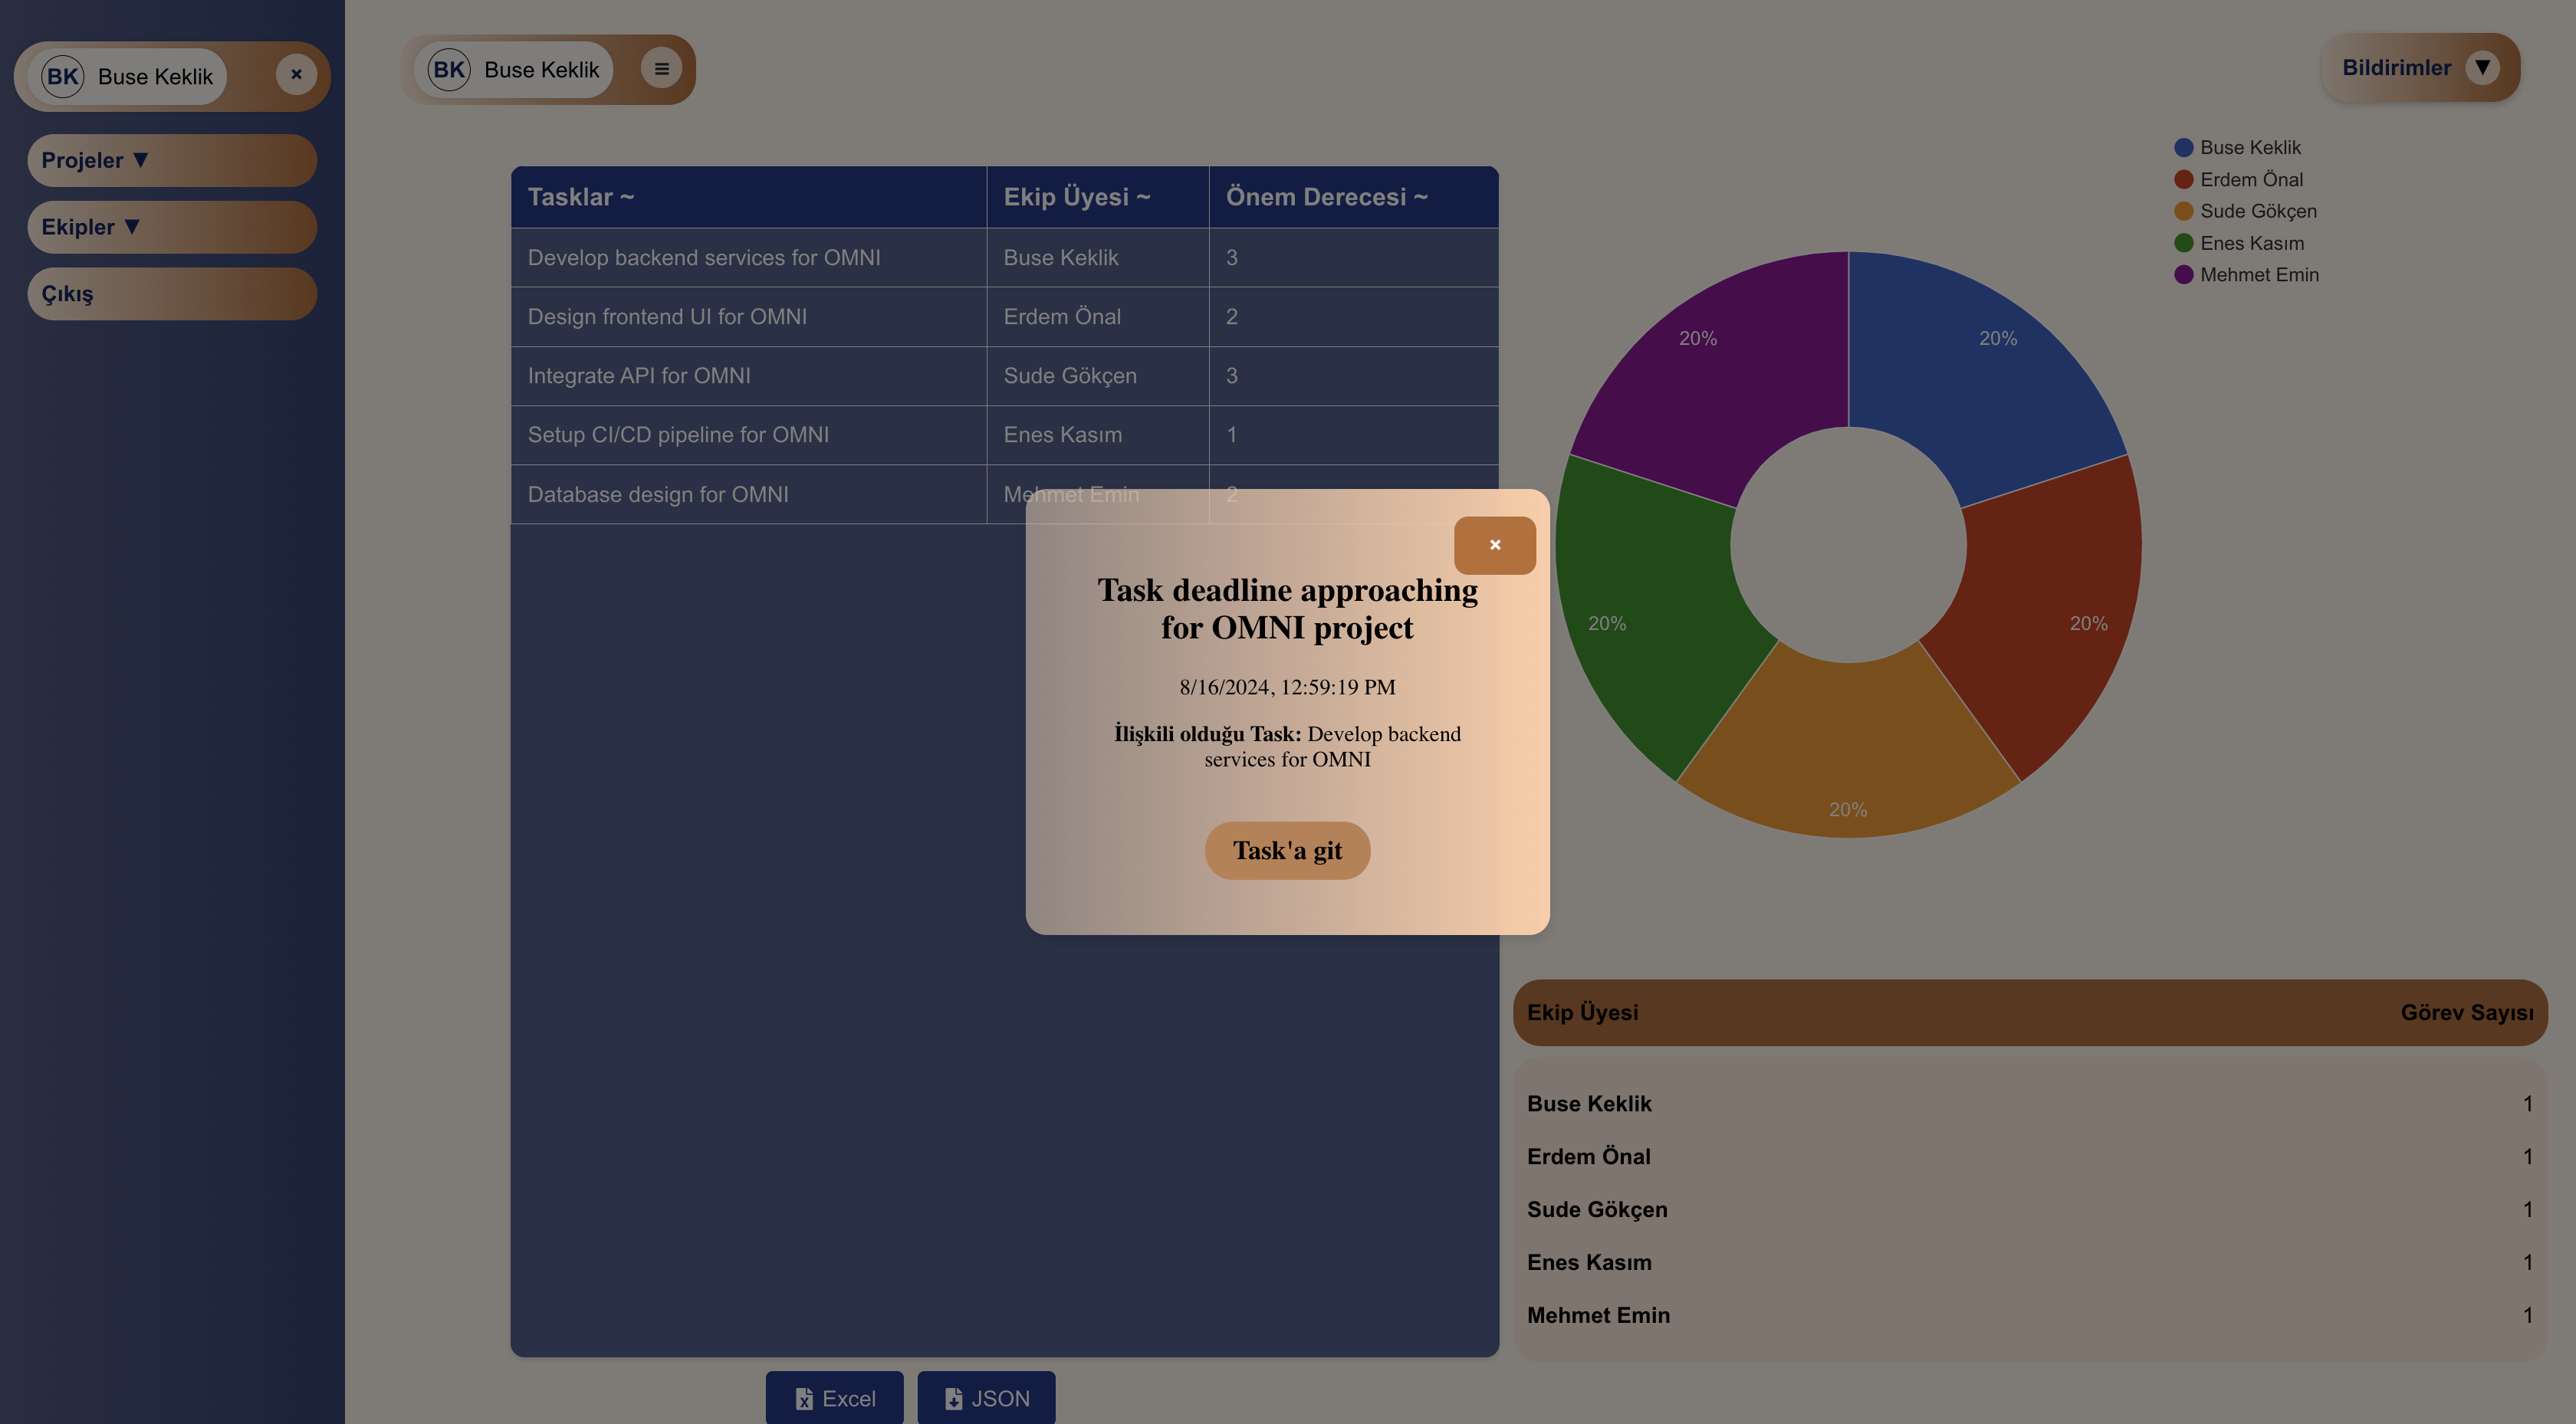 BK Buse Keklik ×
Projeler ▼
Ekipler ▼
Çıkış
BK Buse Keklik ≡
Bildirimler ▼
Tasklar ~ Ekip Üyesi ~ Önem Derecesi ~
Develop backend services for OMNI Buse Keklik 3
Design frontend UI for OMNI Erdem Önal 2
Integrate API for OMNI Sude Gökçen 3
Setup CI/CD pipeline for OMNI Enes Kasım 1
Database design for OMNI Mehmet Emin 2
×
Task deadline approaching
for OMNI project
8/16/2024, 12:59:19 PM
İlişkili olduğu Task: Develop backend
services for OMNI
Task'a git
Buse Keklik
Erdem Önal
Sude Gökçen
Enes Kasım
Mehmet Emin
20%
20%
20%
20%
20%
Ekip Üyesi Görev Sayısı
Buse Keklik 1
Erdem Önal 1
Sude Gökçen 1
Enes Kasım 1
Mehmet Emin 1
Excel JSON